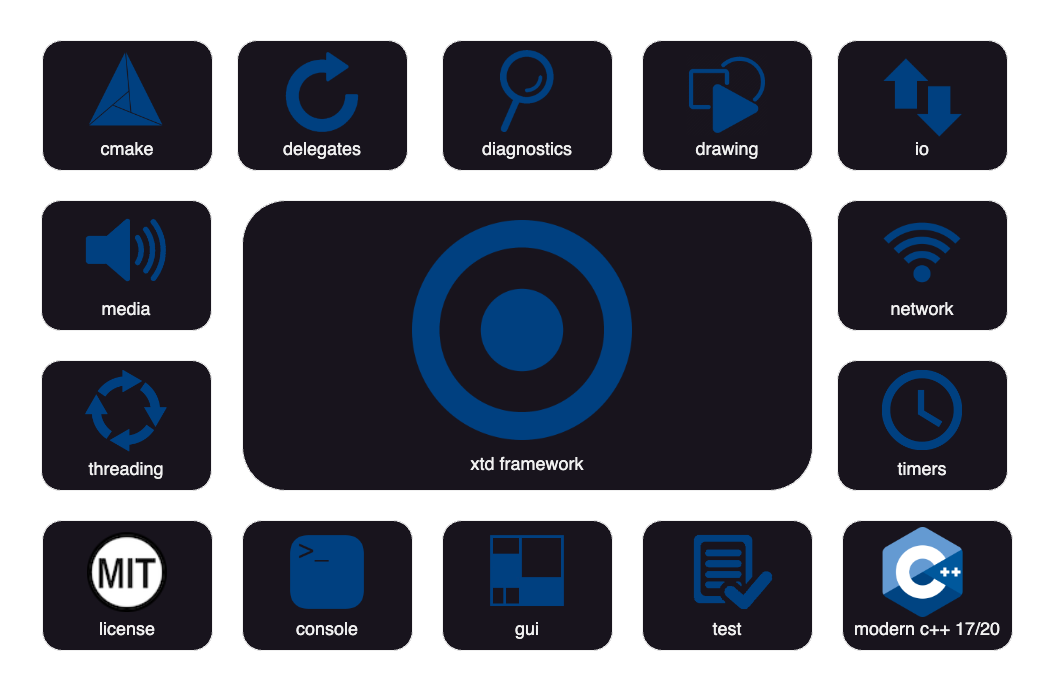 cmake
delegates
diagnostics
drawing
io
media
xtd framework
network
threading
timers
MIT
license
>_
console
gui
test
C++
modern c++ 17/20